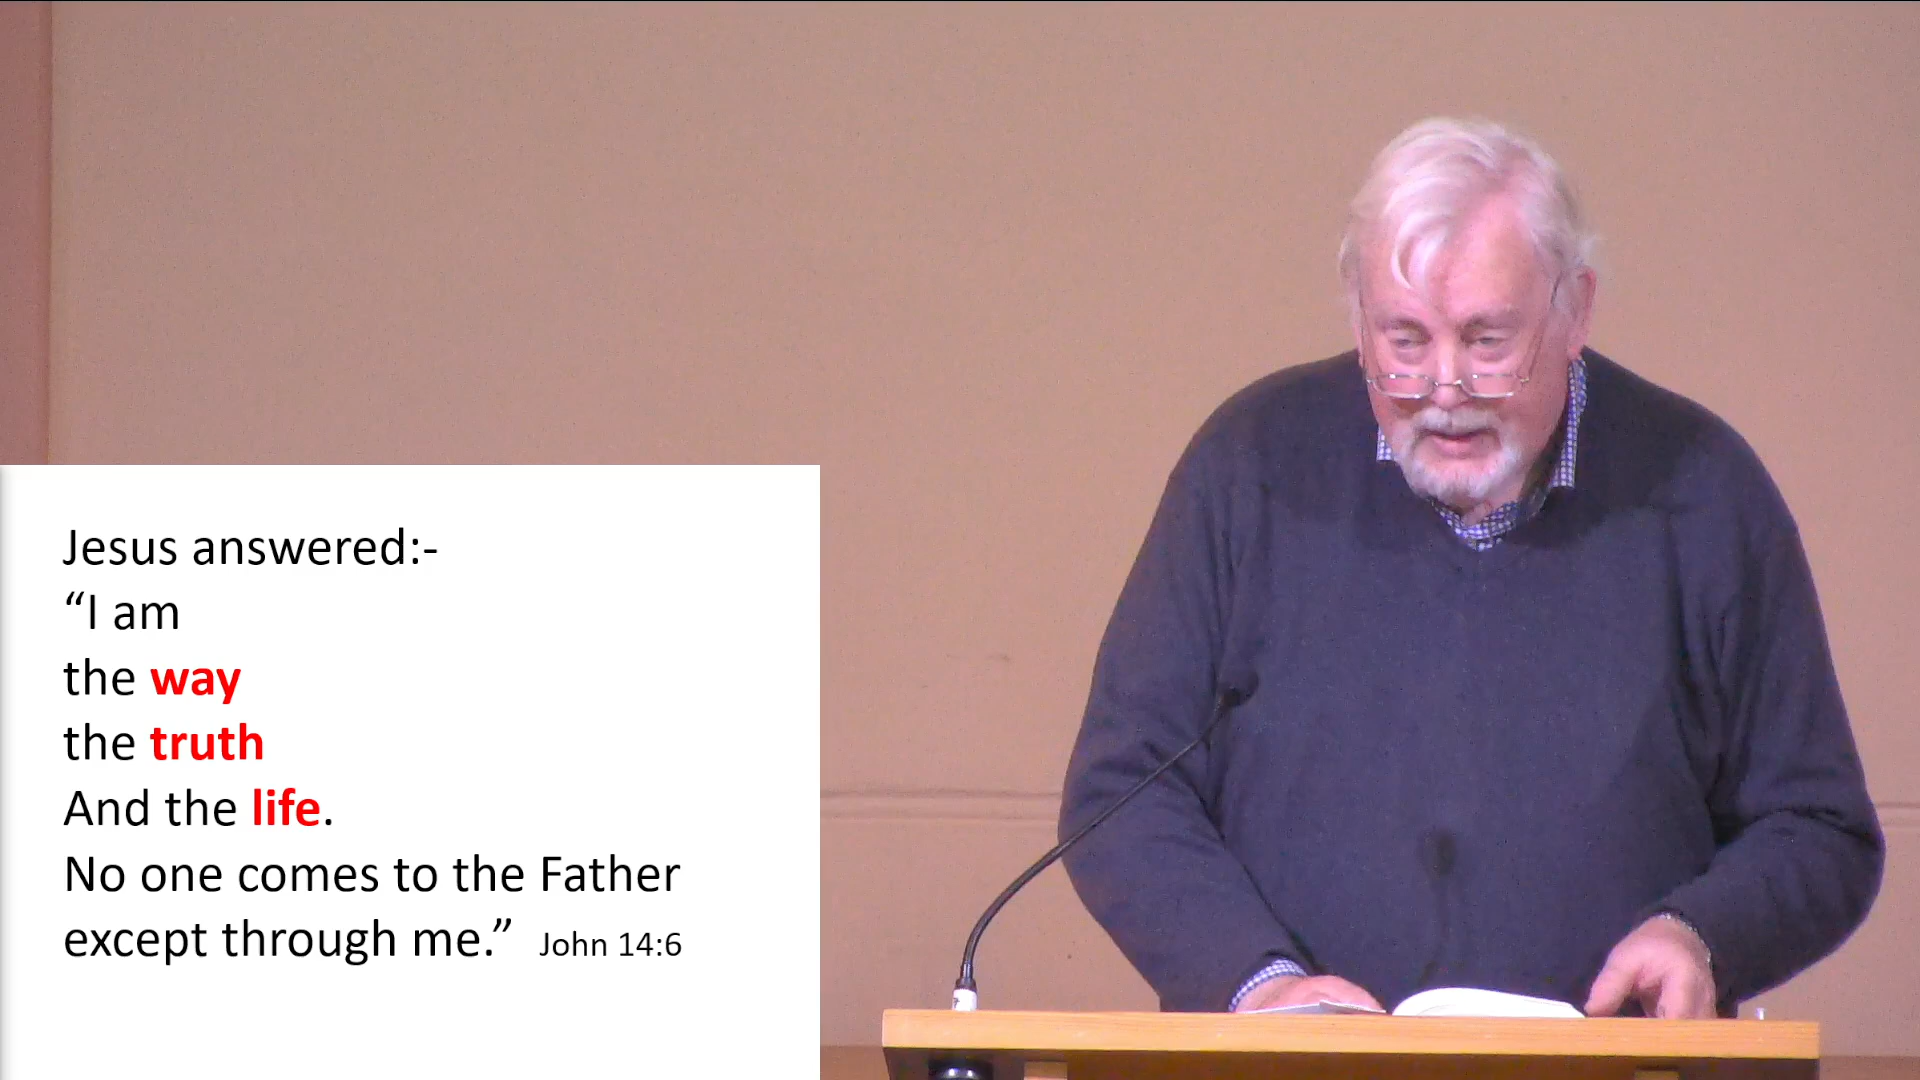 Jesus answered:-
“I am
the way
the truth
And the life.
No one comes to the Father
except through me.” John 14:6